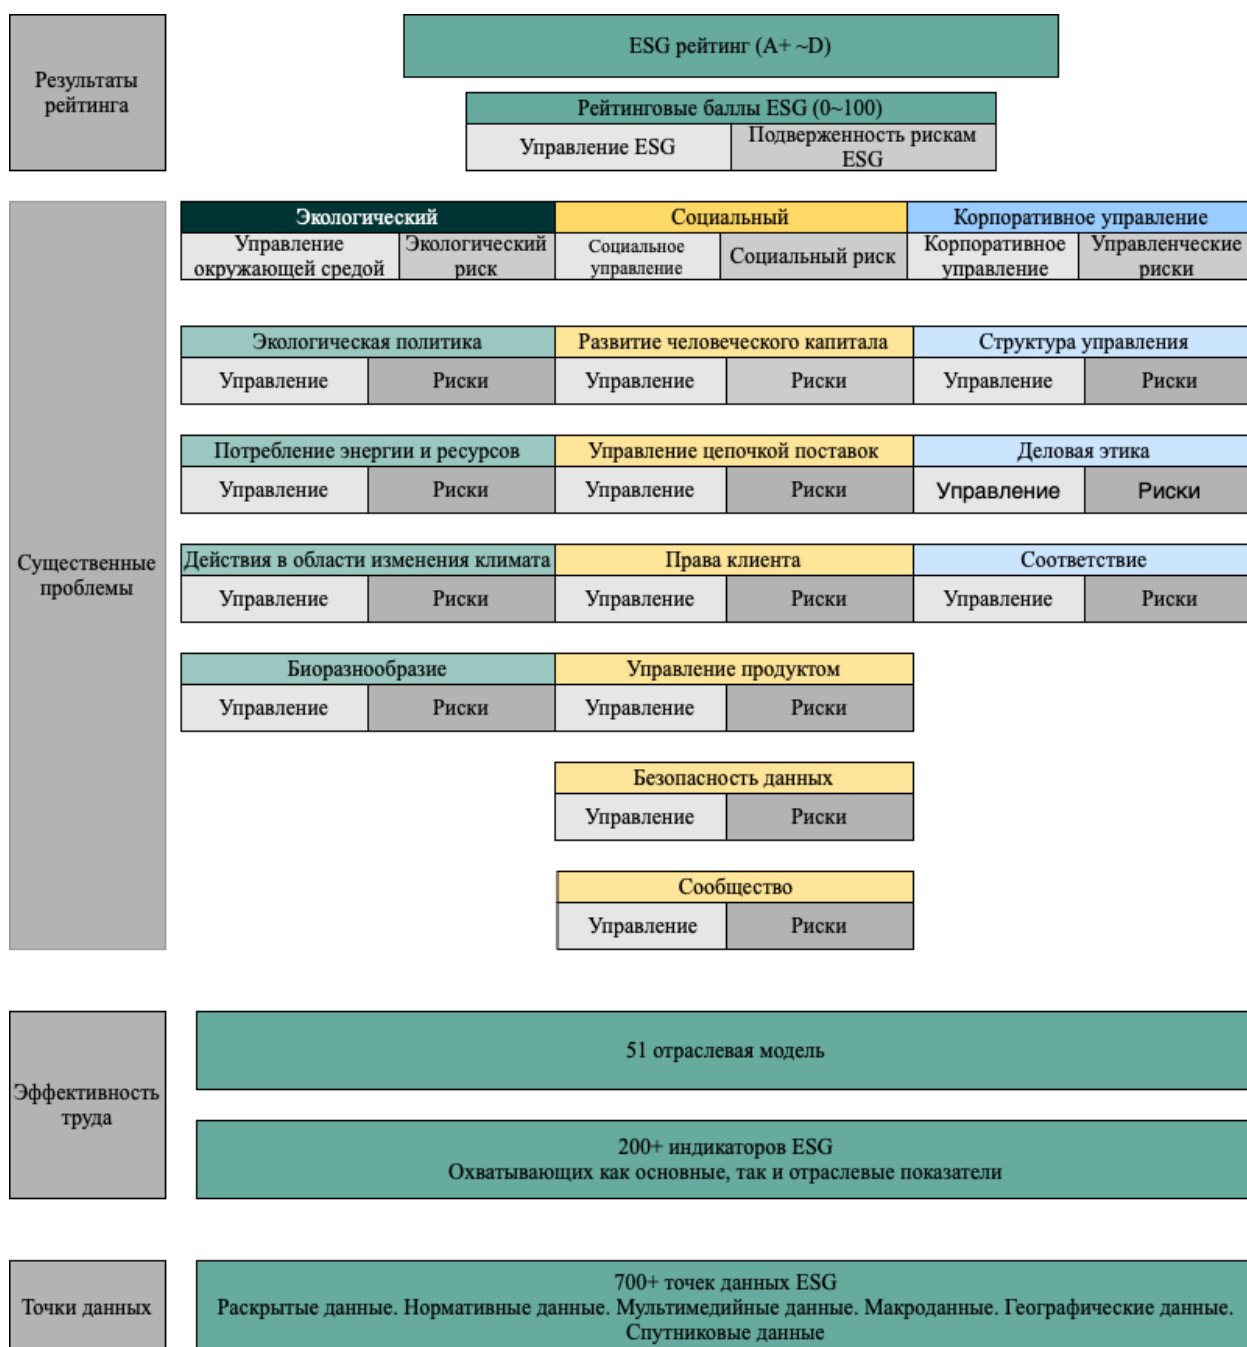 Результаты
рейтинга
ESG рейтинг (A+ ~D)
Рейтинговые баллы ESG (0~100)
Управление ESG
Подверженность рискам
ESG
Существенные
проблемы
Экологический
Социальный
Корпоративное управление
Управление
окружающей средой
Экологический
риск
Социальное
управление
Социальный риск
Корпоративное
управление
Управленческие
риски
Экологическая политика
Развитие человеческого капитала
Структура управления
Управление
Риски
Управление
Риски
Управление
Риски
Потребление энергии и ресурсов
Управление цепочкой поставок
Деловая этика
Управление
Риски
Управление
Риски
Управление
Риски
Действия в области изменения климата
Права клиента
Соответствие
Управление
Риски
Управление
Риски
Управление
Риски
Биоразнообразие
Управление продуктом
Управление
Риски
Управление
Риски
Безопасность данных
Управление
Риски
Сообщество
Управление
Риски
Эффективность
труда
51 отраслевая модель
200+ индикаторов ESG
Охватывающих как основные, так и отраслевые показатели
Точки данных
700+ точек данных ESG
Раскрытые данные. Нормативные данные. Мультимедийные данные. Макроданные. Географические данные.
Спутниковые данные